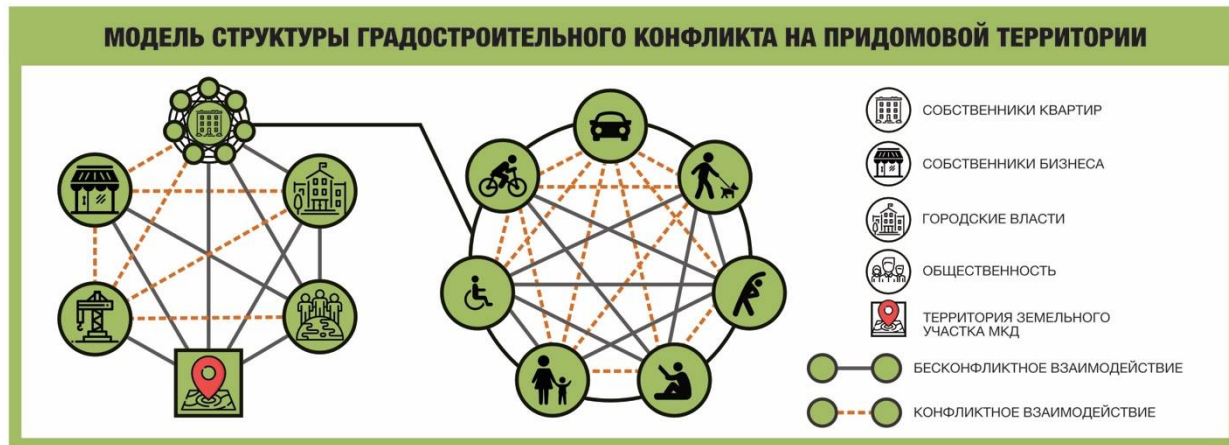 МОДЕЛЬ СТРУКТУРЫ ГРАДОСТРОИТЕЛЬНОГО КОНФЛИКТА НА ПРИДОМОВОЙ ТЕРРИТОРИИ
СОБСТВЕННИКИ КВАРТИР
СОБСТВЕННИКИ БИЗНЕСА
ГОРОДСКИЕ ВЛАСТИ
ОБЩЕСТВЕННОСТЬ
ТЕРРИТОРИЯ ЗЕМЕЛЬНОГО
УЧАСТКА МКД
БЕСКОНФЛИКТНОЕ ВЗАИМОДЕЙСТВИЕ
КОНФЛИКТНОЕ ВЗАИМОДЕЙСТВИЕ